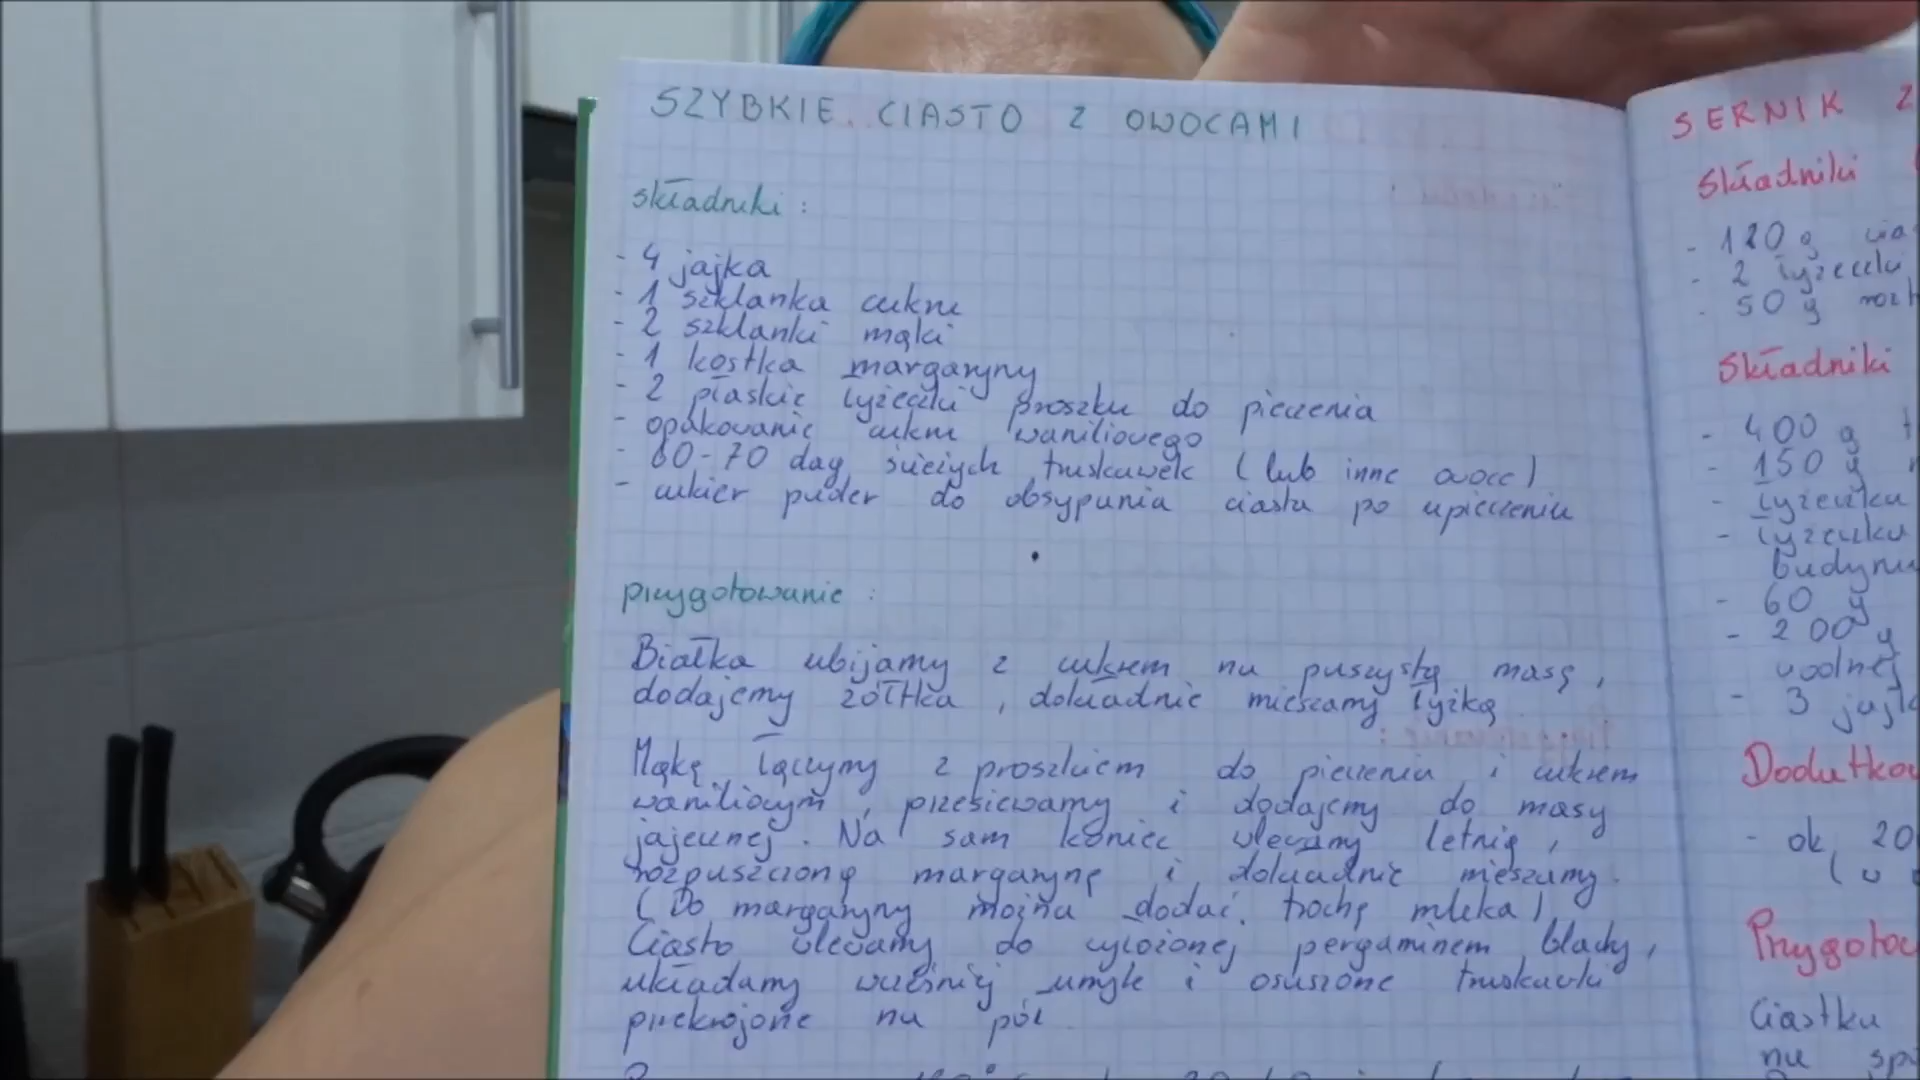 SZYBKIE CIASTO Z OWOCAMI
składniki :
- 4 jajka
- 1 szklanka cukru
- 2 szklanki mąki
- 1 kostka margaryny
- 2 płaskie łyżeczki proszku do pieczenia
- opakowanie cukru waniliowego
- 60-70 dag świeżych truskawek (lub inne owoce)
- cukier puder do obsypania ciasta po upieczeniu
przygotowanie :
Białka ubijamy z cukrem na puszystą masę,
dodajemy żółtka, dokładnie mieszamy łyżką
Mąkę łączymy z proszkiem do pieczenia i cukrem
waniliowym, przesiewamy i dodajemy do masy
jajecznej. Na sam koniec wlewamy letnią,
rozpuszczoną margarynę i dokładnie mieszamy.
(Do margaryny można dodać trochę mleka)
Ciasto wlewamy do wyłożonej pergaminem blachy,
układamy wcześniej umyte i osuszone truskawki
przekrojone na pół
SERNIK Z
Składniki
- 120 g
- 2 łyżeczki
- 50 g
Składniki
- 400 g
- 150 g
- łyżeczka
- łyżeczka
- 60 g
- 200 g
- 3
- ok 20
Ciastka
na